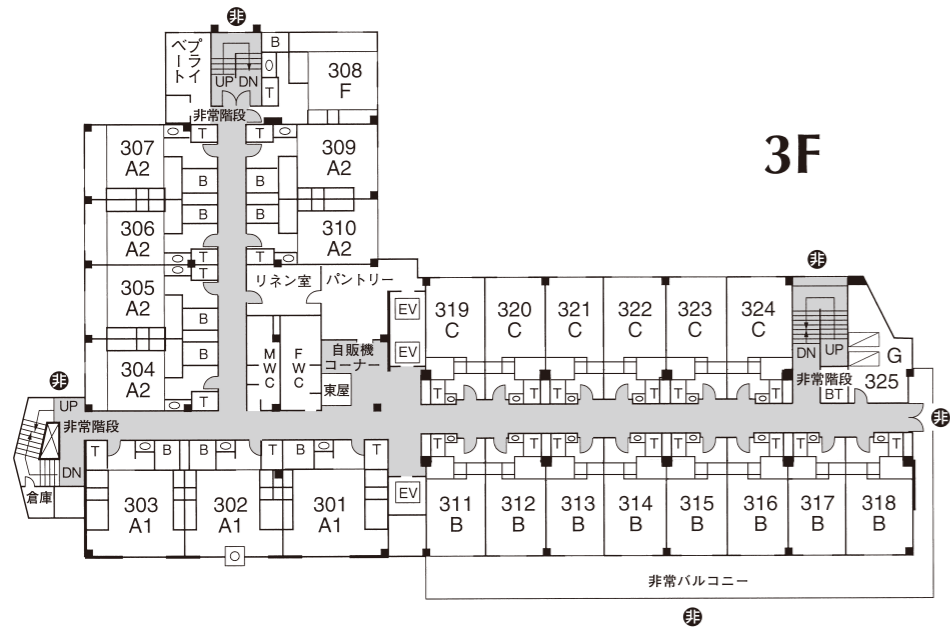 非
プライ
ベート
B
UP DN
T
308
F
非常階段
3F
T
T
307
A2
309
A2
B
B
306
A2
B
B
310
A2
T
T
T
リネン室
パントリー
305
A2
B
304
A2
B
T
MWC
FWC
自販機
コーナー
東屋
EV
EV
319
C
320
C
321
C
322
C
323
C
324
C
非
DN
UP
非常階段
G
325
BT
T
T
T
T
T
T
非
UP
非常階段
DN
倉庫
T
B
B
T
B
T
303
A1
302
A1
301
A1
EV
T
T
T
T
T
T
T
T
311
B
312
B
313
B
314
B
315
B
316
B
317
B
318
B
非
非常バルコニー
非